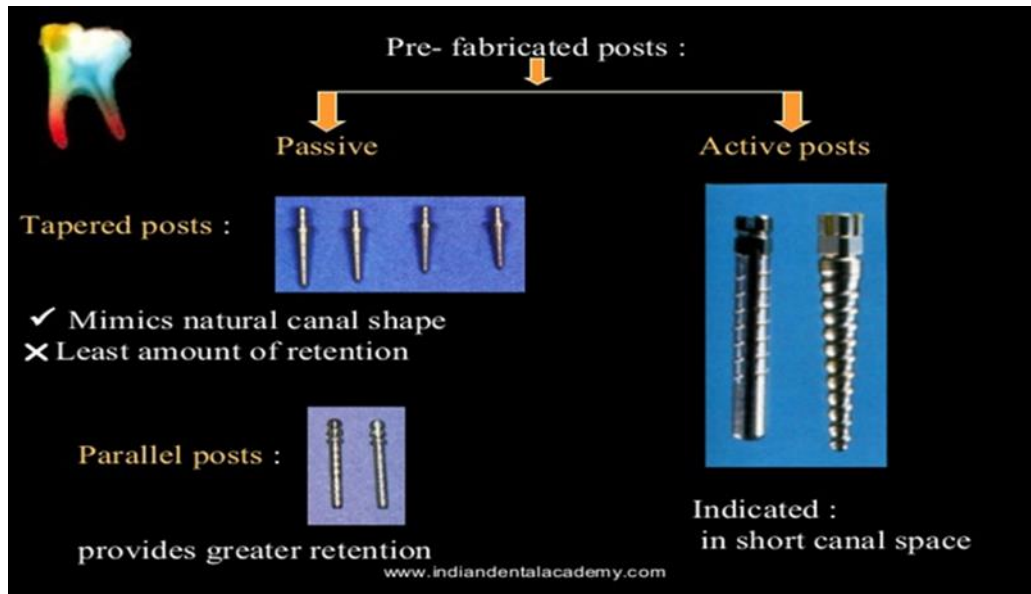 Pre- fabricated posts :
Passive
Active posts
Tapered posts :
Mimics natural canal shape
Least amount of retention
Parallel posts :
provides greater retention
Indicated :
in short canal space
www.indiandentalacademy.com